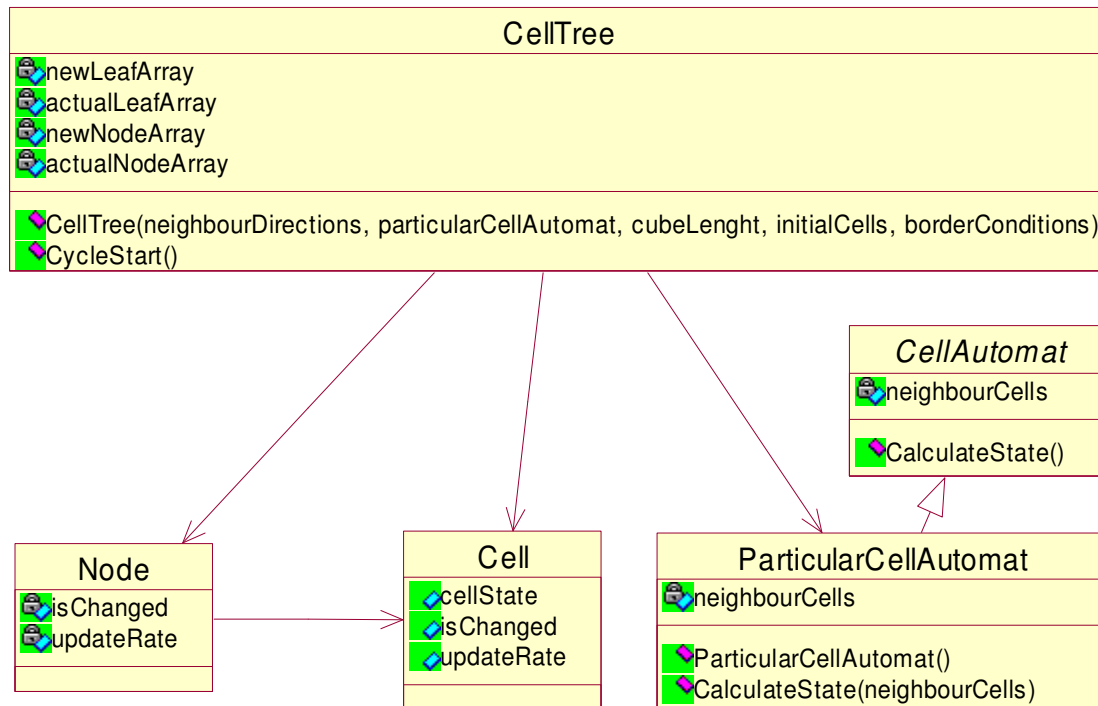 CellTree
newLeafArray
actualLeafArray
newNodeArray
actualNodeArray
CellTree(neighbourDirections, particularCellAutomat, cubeLenght, initialCells, borderConditions)
CycleStart()
CellAutomat
neighbourCells
CalculateState()
Node
isChanged
updateRate
Cell
cellState
isChanged
updateRate
ParticularCellAutomat
neighbourCells
ParticularCellAutomat()
CalculateState(neighbourCells)